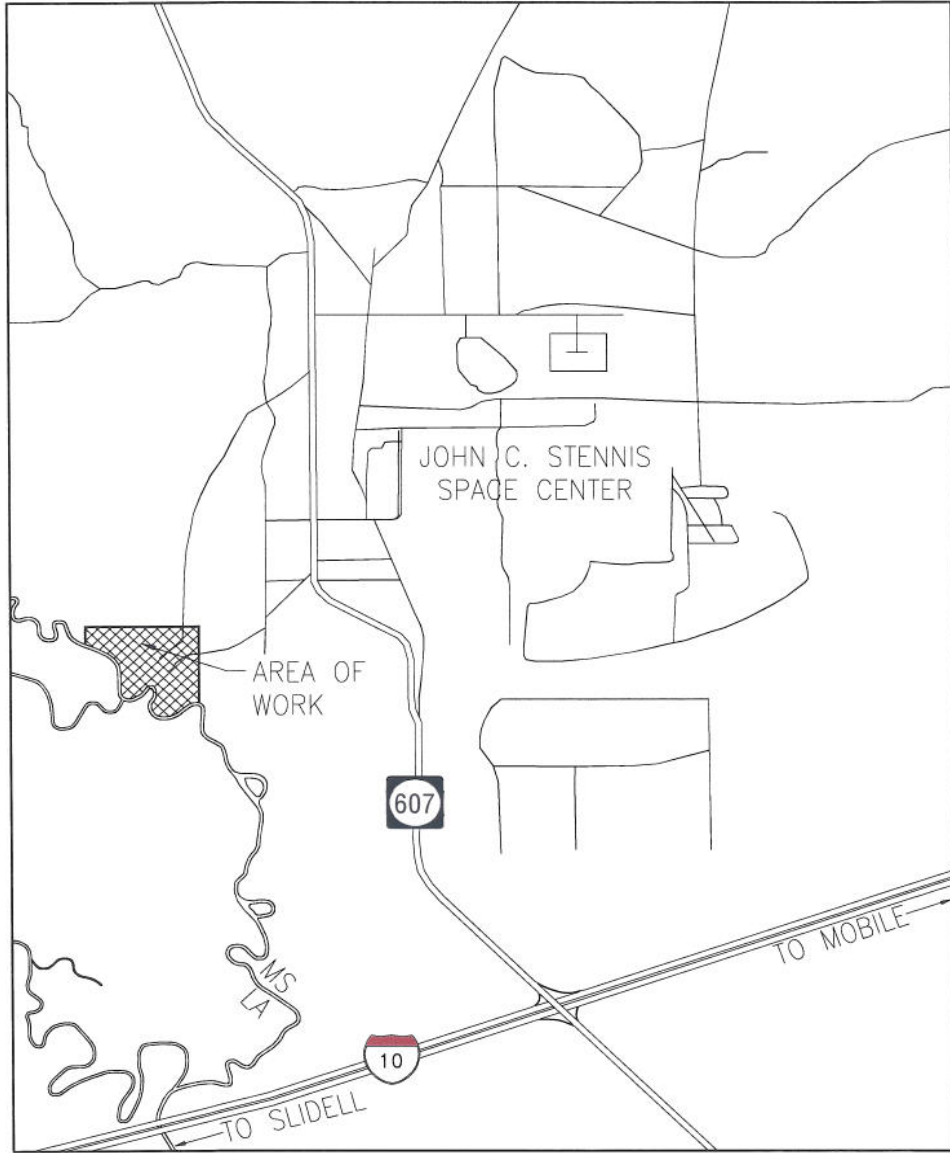 JOHN C. STENNIS
SPACE CENTER
AREA OF
WORK
607
MS
LA
TO MOBILE
10
TO SLIDELL